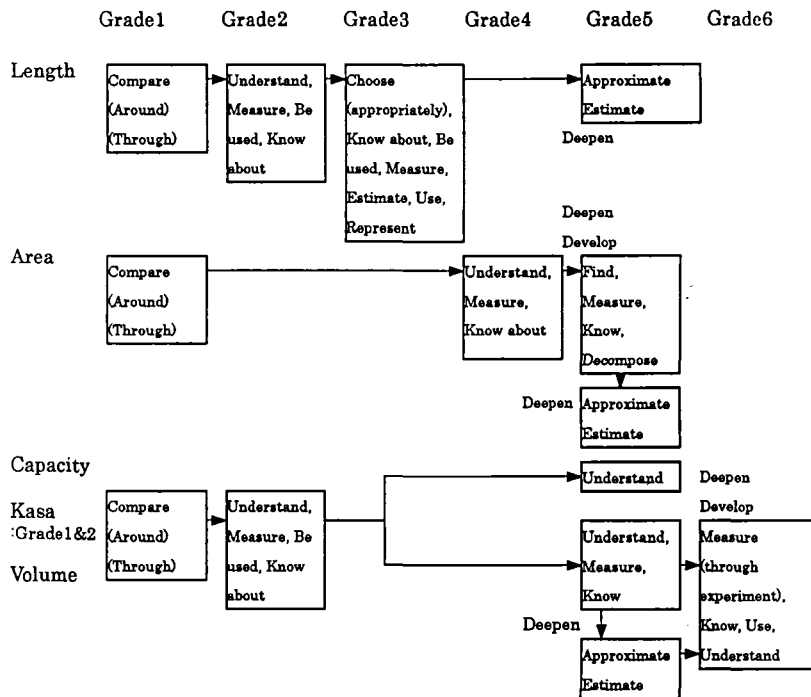 Grade1 Grade2 Grade3 Grade4 Grade5 Grade6
Length
Compare
(Around)
(Through)
Understand,
Measure, Be
used, Know
about
Choose
(appropriately),
Know about, Be
used, Measure,
Estimate, Use,
Represent
Approximate
Estimate
Deepen
Area
Compare
(Around)
(Through)
Understand,
Measure,
Know about
Deepen
Develop
Find,
Measure,
Know,
Decompose
Deepen
Approximate
Estimate
Capacity
Kasa
:Grade1&2
Volume
Compare
(Around)
(Through)
Understand,
Measure, Be
used, Know
about
Understand
Understand,
Measure,
Know
Deepen
Approximate
Estimate
Deepen
Develop
Measure
(through
experiment),
Know, Use,
Understand